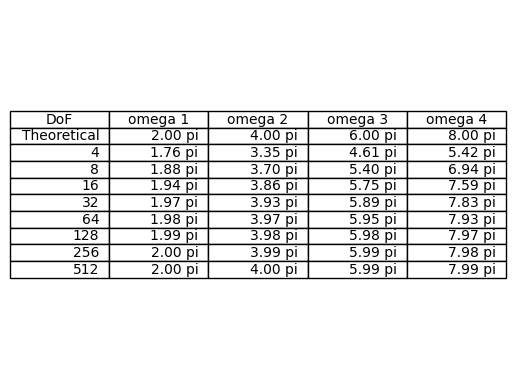 DoF omega 1 omega 2 omega 3 omega 4
Theoretical 2.00 pi 4.00 pi 6.00 pi 8.00 pi
4 1.76 pi 3.35 pi 4.61 pi 5.42 pi
8 1.88 pi 3.70 pi 5.40 pi 6.94 pi
16 1.94 pi 3.86 pi 5.75 pi 7.59 pi
32 1.97 pi 3.93 pi 5.89 pi 7.83 pi
64 1.98 pi 3.97 pi 5.95 pi 7.93 pi
128 1.99 pi 3.98 pi 5.98 pi 7.97 pi
256 2.00 pi 3.99 pi 5.99 pi 7.98 pi
512 2.00 pi 4.00 pi 5.99 pi 7.99 pi